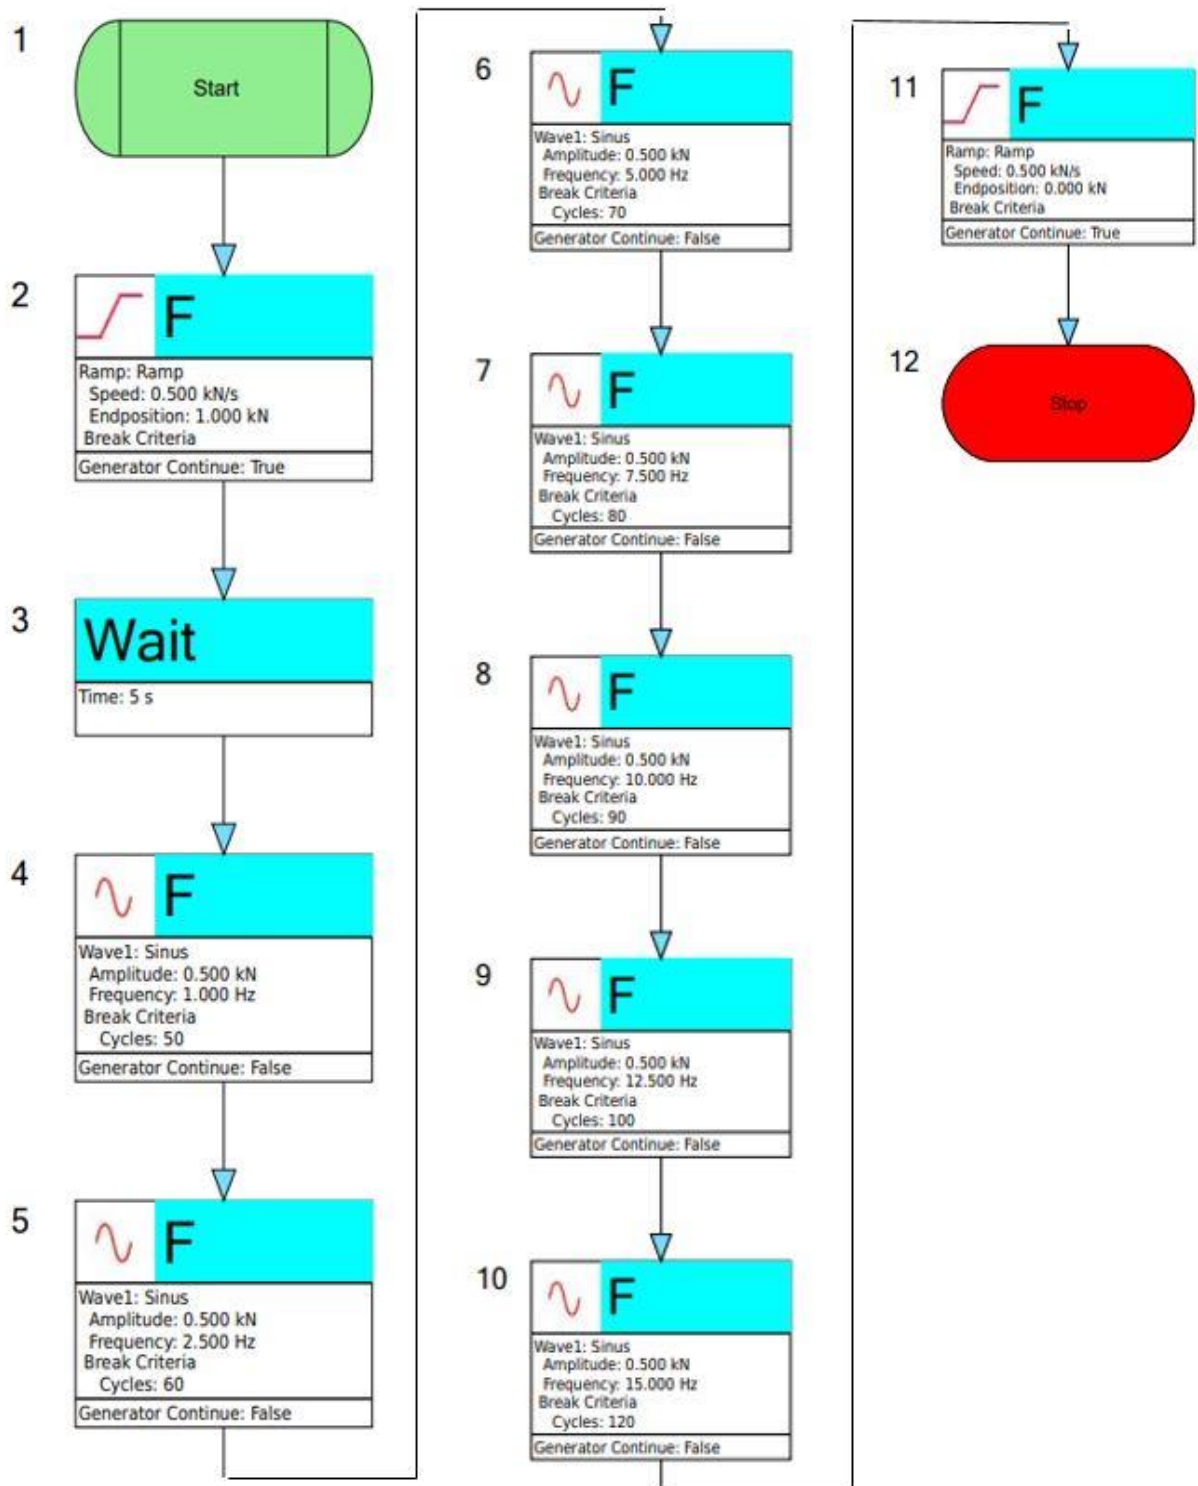 1
Start
2
F
Ramp: Ramp
Speed: 0.500 kN/s
Endposition: 1.000 kN
Break Criteria
Generator Continue: True
3
Wait
Time: 5 s
4
F
Wave1: Sinus
Amplitude: 0.500 kN
Frequency: 1.000 Hz
Break Criteria
Cycles: 50
Generator Continue: False
5
F
Wave1: Sinus
Amplitude: 0.500 kN
Frequency: 2.500 Hz
Break Criteria
Cycles: 60
Generator Continue: False
6
F
Wave1: Sinus
Amplitude: 0.500 kN
Frequency: 5.000 Hz
Break Criteria
Cycles: 70
Generator Continue: False
7
F
Wave1: Sinus
Amplitude: 0.500 kN
Frequency: 7.500 Hz
Break Criteria
Cycles: 80
Generator Continue: False
8
F
Wave1: Sinus
Amplitude: 0.500 kN
Frequency: 10.000 Hz
Break Criteria
Cycles: 90
Generator Continue: False
9
F
Wave1: Sinus
Amplitude: 0.500 kN
Frequency: 12.500 Hz
Break Criteria
Cycles: 100
Generator Continue: False
10
F
Wave1: Sinus
Amplitude: 0.500 kN
Frequency: 15.000 Hz
Break Criteria
Cycles: 120
Generator Continue: False
11
F
Ramp: Ramp
Speed: 0.500 kN/s
Endposition: 0.000 kN
Break Criteria
Generator Continue: True
12
Stop